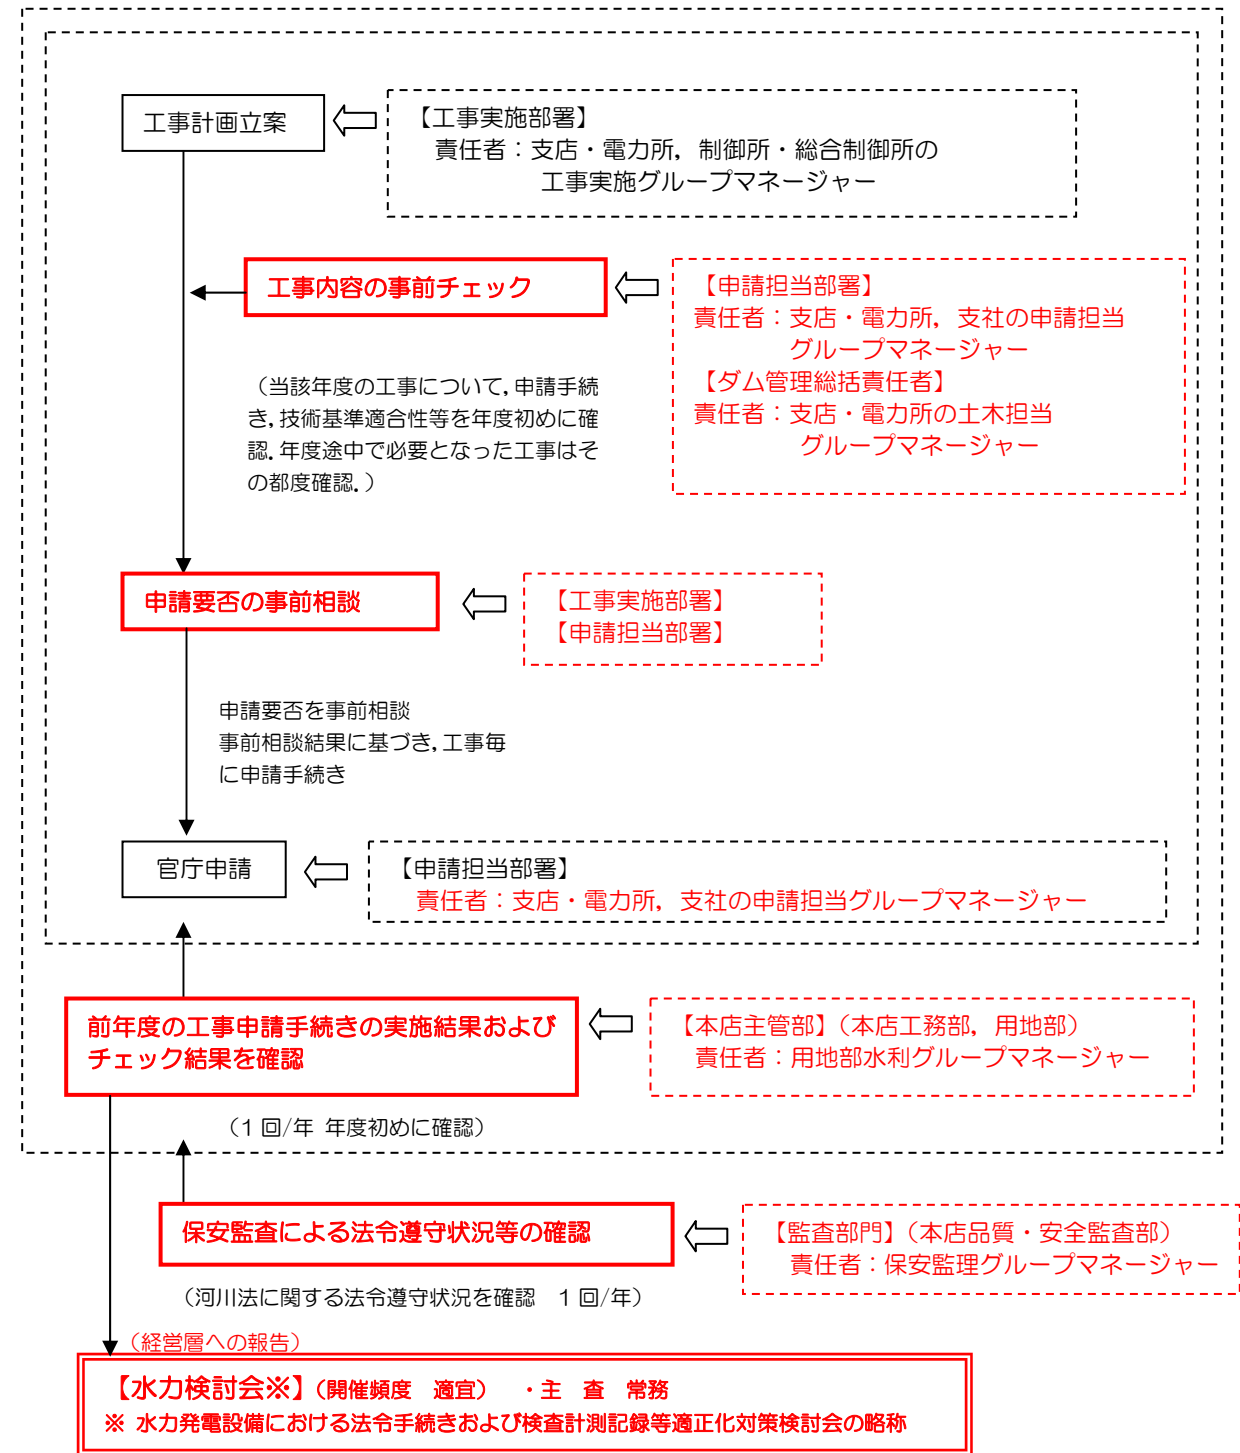 工事計画立案
【工事実施部署】
責任者：支店・電力所，制御所・総合制御所の
工事実施グループマネージャー
工事内容の事前チェック
【申請担当部署】
責任者：支店・電力所，支社の申請担当
グループマネージャー
【ダム管理総括責任者】
責任者：支店・電力所の土木担当
グループマネージャー
（当該年度の工事について，申請手続
き，技術基準適合性等を年度初めに確
認．年度途中で必要となった工事はそ
の都度確認．）
申請要否の事前相談
【工事実施部署】
【申請担当部署】
申請要否を事前相談
事前相談結果に基づき，工事毎
に申請手続き
官庁申請
【申請担当部署】
責任者：支店・電力所，支社の申請担当グループマネージャー
前年度の工事申請手続きの実施結果および
チェック結果を確認
【本店主管部】（本店工務部，用地部）
責任者：用地部水利グループマネージャー
（1 回/年 年度初めに確認）
保安監査による法令遵守状況等の確認
【監査部門】（本店品質・安全監査部）
責任者：保安監理グループマネージャー
（河川法に関する法令遵守状況を確認　1 回/年）
（経営層への報告）
【水力検討会※】（開催頻度　適宜）　・主　査　常務
※ 水力発電設備における法令手続きおよび検査計測記録等適正化対策検討会の略称